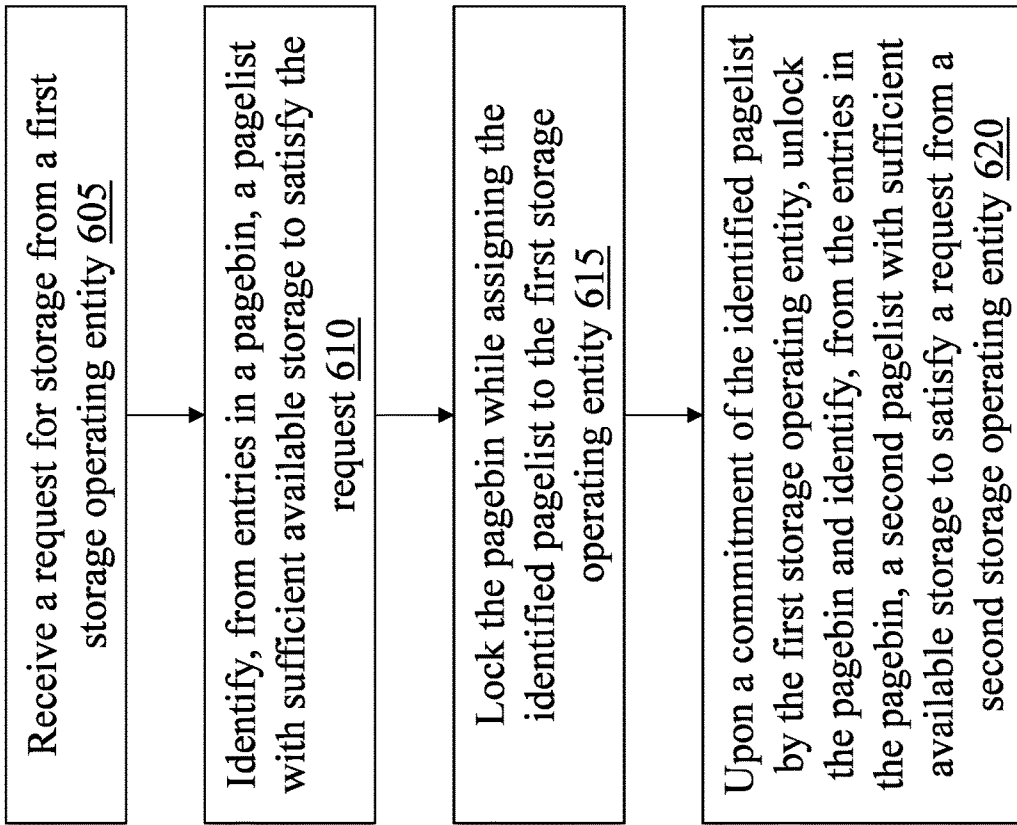 Receive a request for storage from a first
storage operating entity 605
Identify, from entries in a pagebin, a pagelist
with sufficient available storage to satisfy the
request 610
Lock the pagebin while assigning the
identified pagelist to the first storage
operating entity 615
Upon a commitment of the identified pagelist
by the first storage operating entity, unlock
the pagebin and identify, from the entries in
the pagebin, a second pagelist with sufficient
available storage to satisfy a request from a
second storage operating entity 620